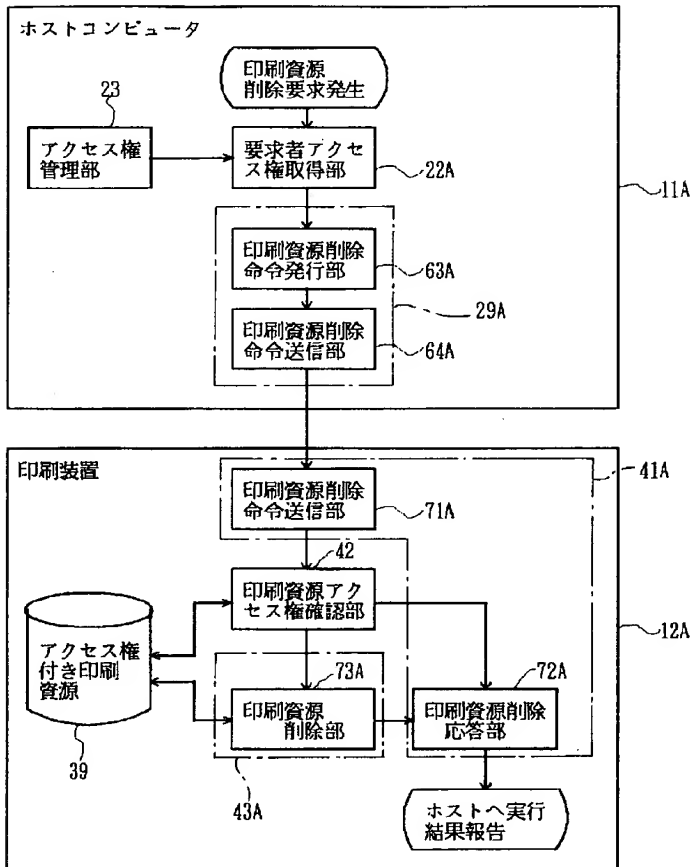 ホストコンピュータ
印刷資源
削除要求発生
23
アクセス権
管理部
要求者アクセ
ス権取得部
22A
11A
印刷資源削除
命令発行部
63A
29A
印刷資源削除
命令送信部
64A
印刷装置
41A
印刷資源削除
命令送信部
71A
42
印刷資源アク
セス権確認部
12A
アクセス権
付き印刷
資源
39
73A
印刷資源
削除部
43A
72A
印刷資源削除
応答部
ホストへ実行
結果報告